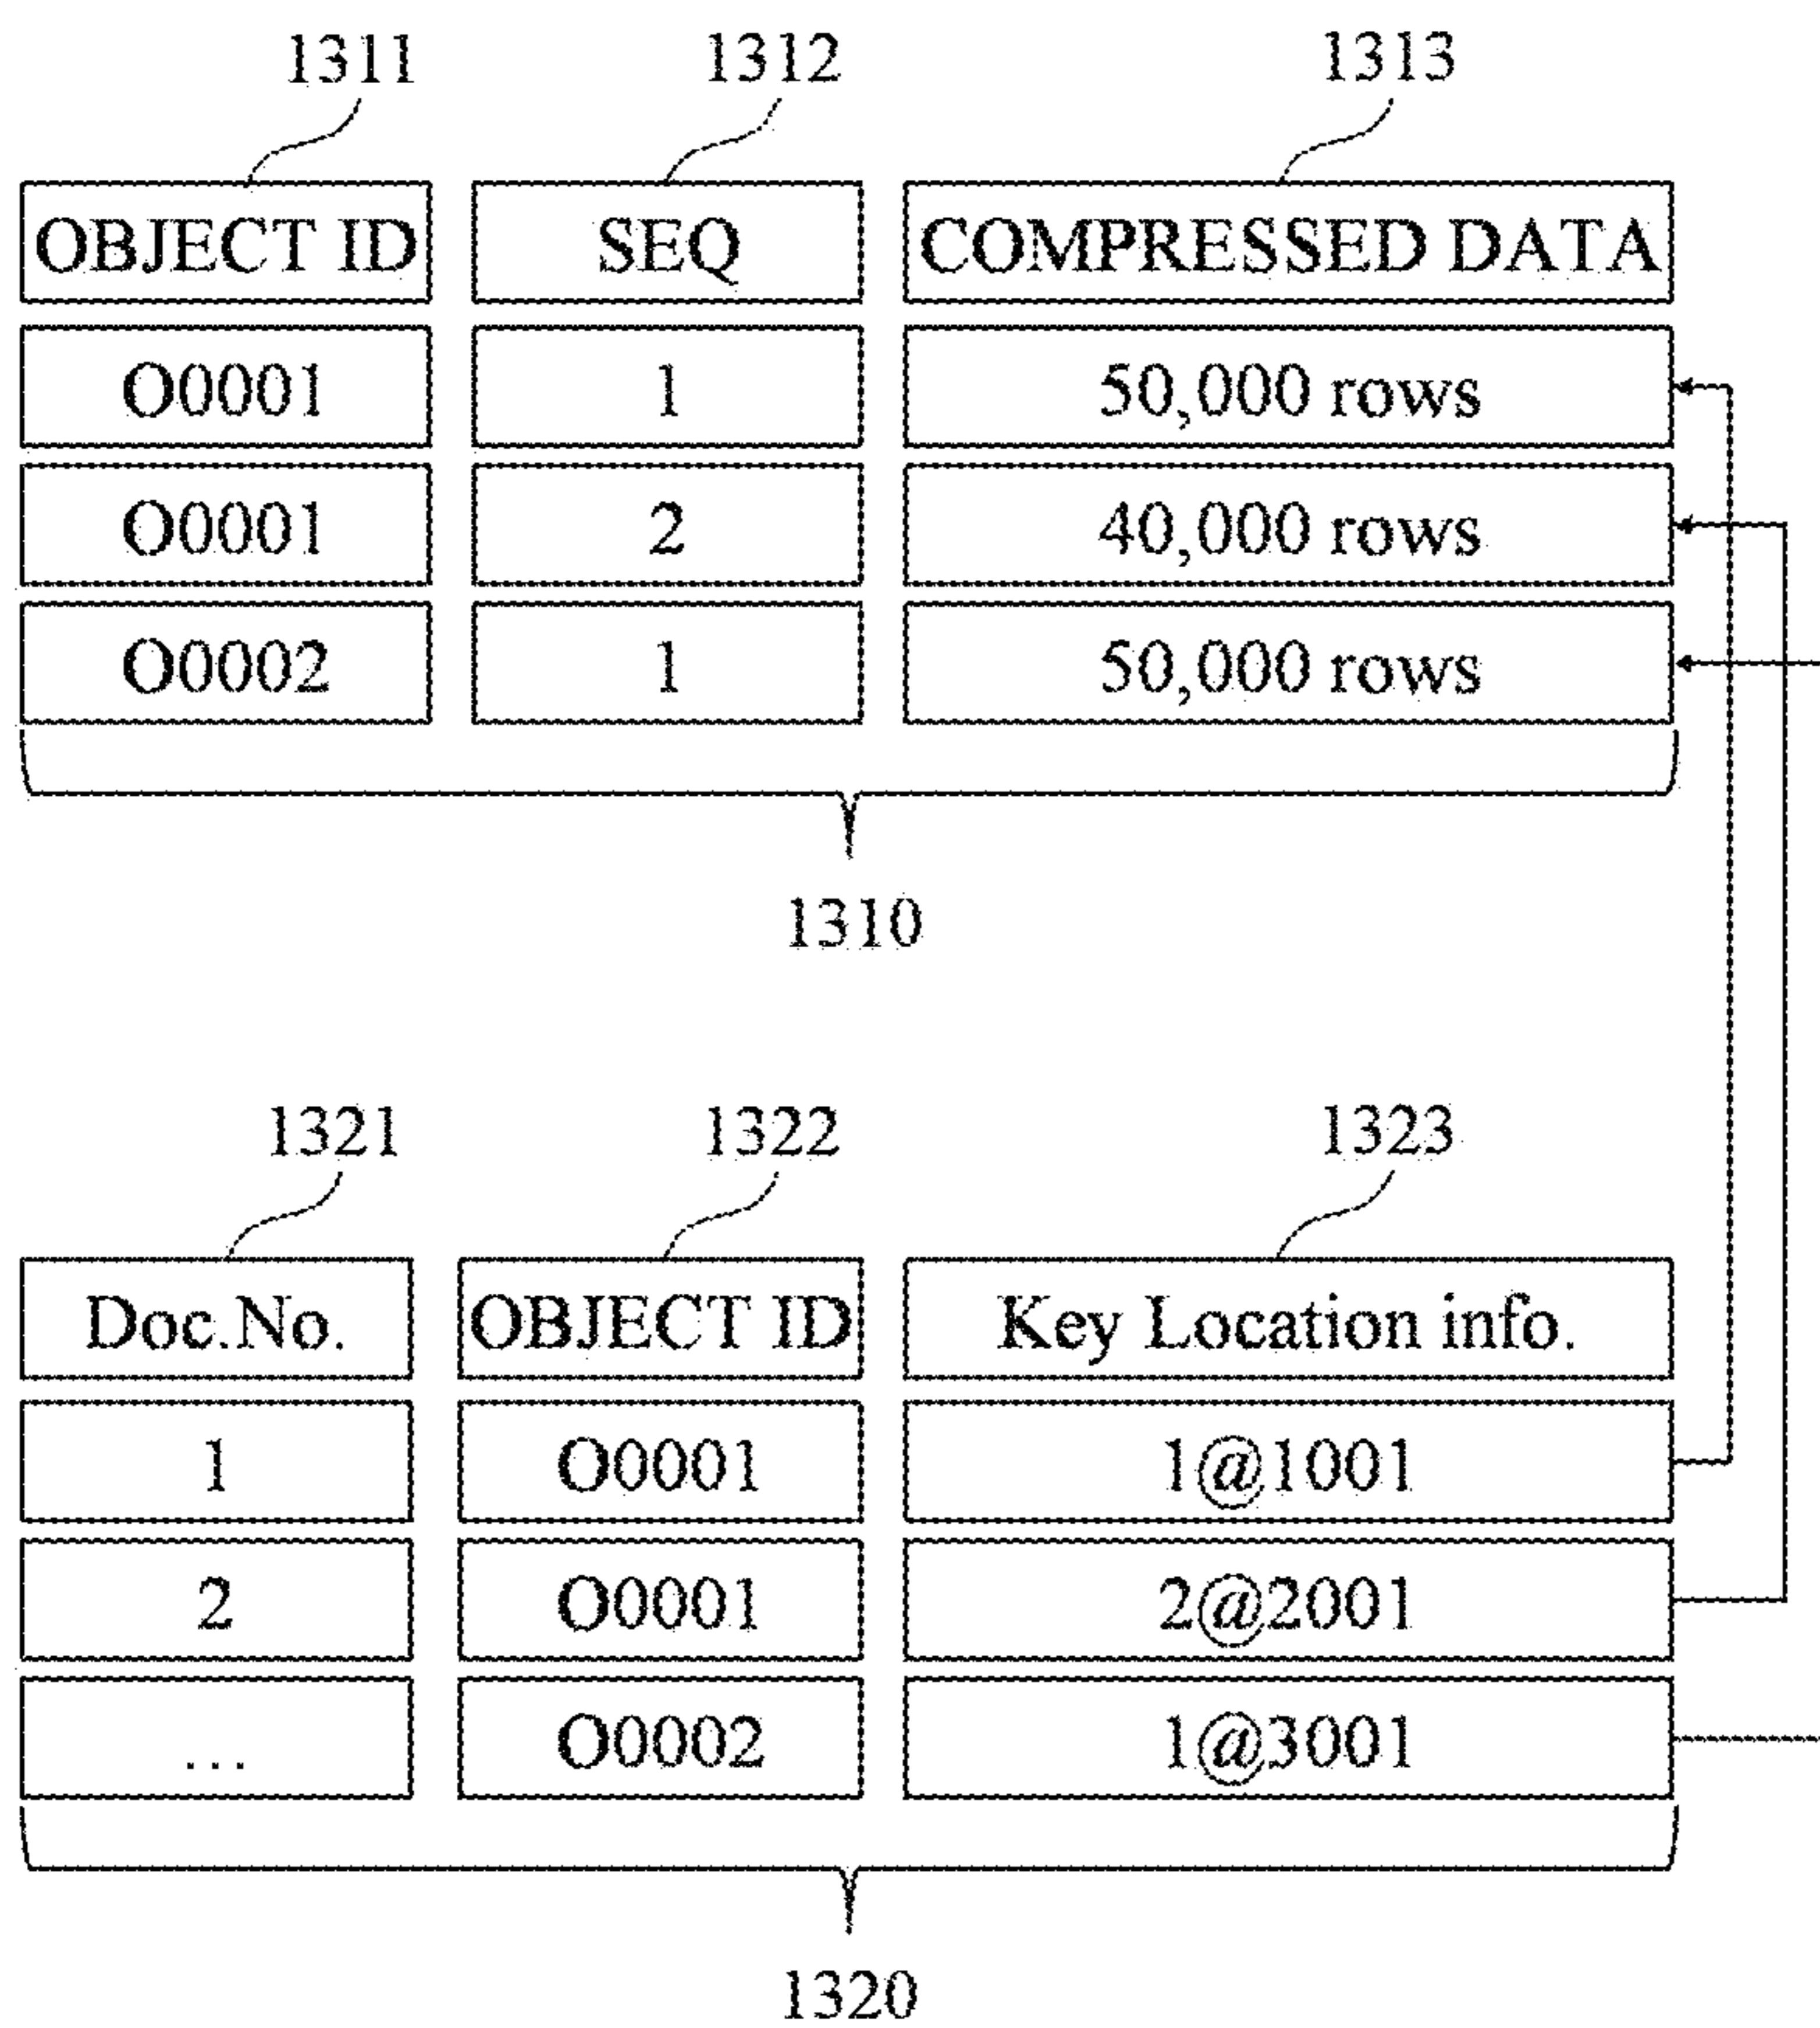 1311 1312 1313
OBJECT ID SEQ COMPRESSED DATA
O0001 1 50,000 rows
O0001 2 40,000 rows
O0002 1 50,000 rows
1310
1321 1322 1323
Doc.No. OBJECT ID Key Location info.
1 O0001 1@1001
2 O0001 2@2001
... O0002 1@3001
1320